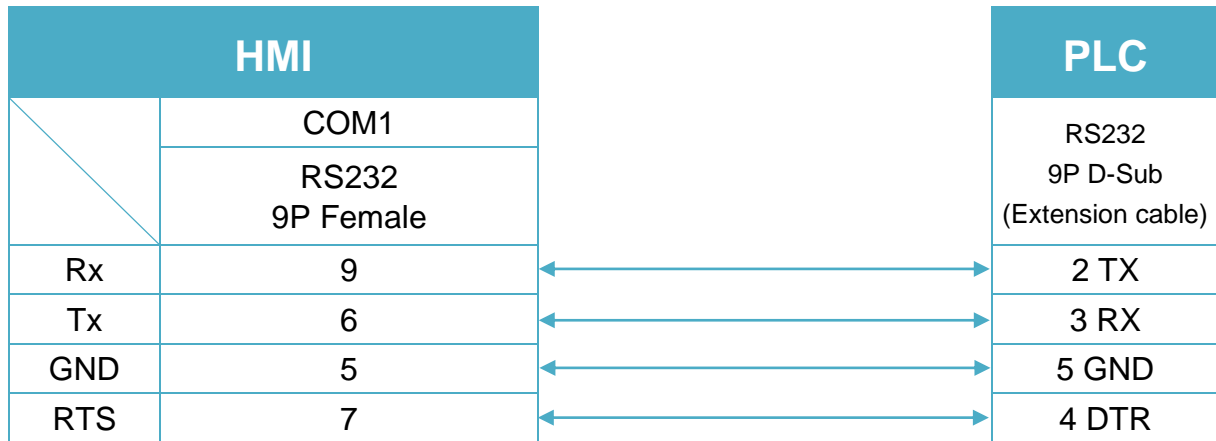 HMI PLC
COM1
RS232
9P Female
RS232
9P D-Sub
(Extension cable)
Rx 9 2 TX
Tx 6 3 RX
GND 5 5 GND
RTS 7 4 DTR